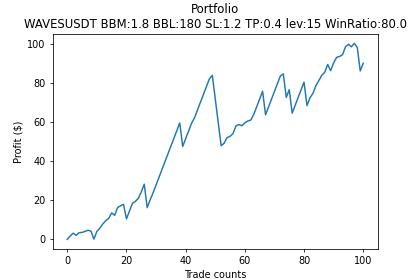 Portfolio
WAVESUSDT BBM:1.8 BBL:180 SL:1.2 TP:0.4 lev:15 WinRatio:80.0
100
80
60
40
20
0
Profit ($)
0 20 40 60 80 100
Trade counts